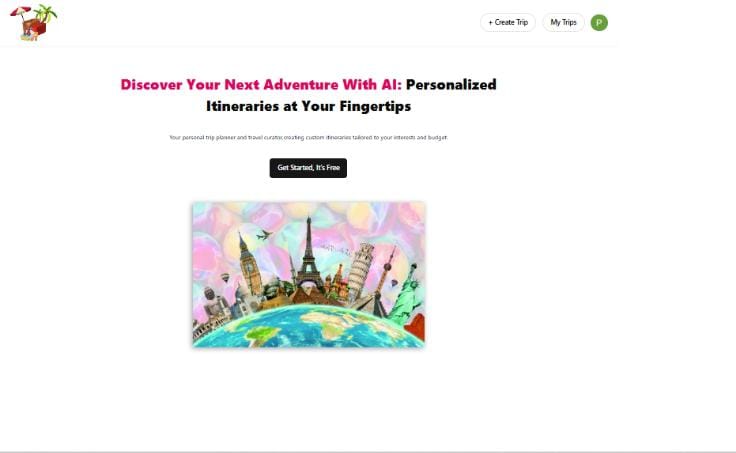 + Create Trip
My Trips
P
Discover Your Next Adventure With AI: Personalized
Itineraries at Your Fingertips
Your personal trip planner and travel curator, creating custom itineraries tailored to your interests and budget.
Get Started, It's Free